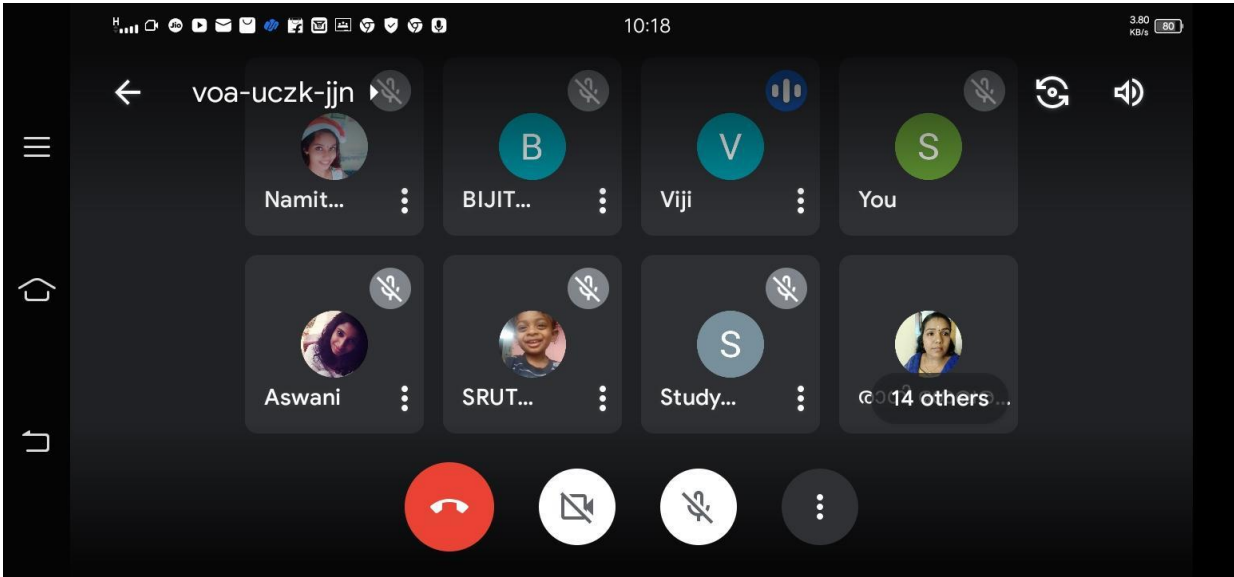 10:18
3.80
KB/s
80
voa-uczk-jjn
B
V
S
Namit...
BIJIT...
Viji
You
S
Aswani
SRUT...
Study...
14 others